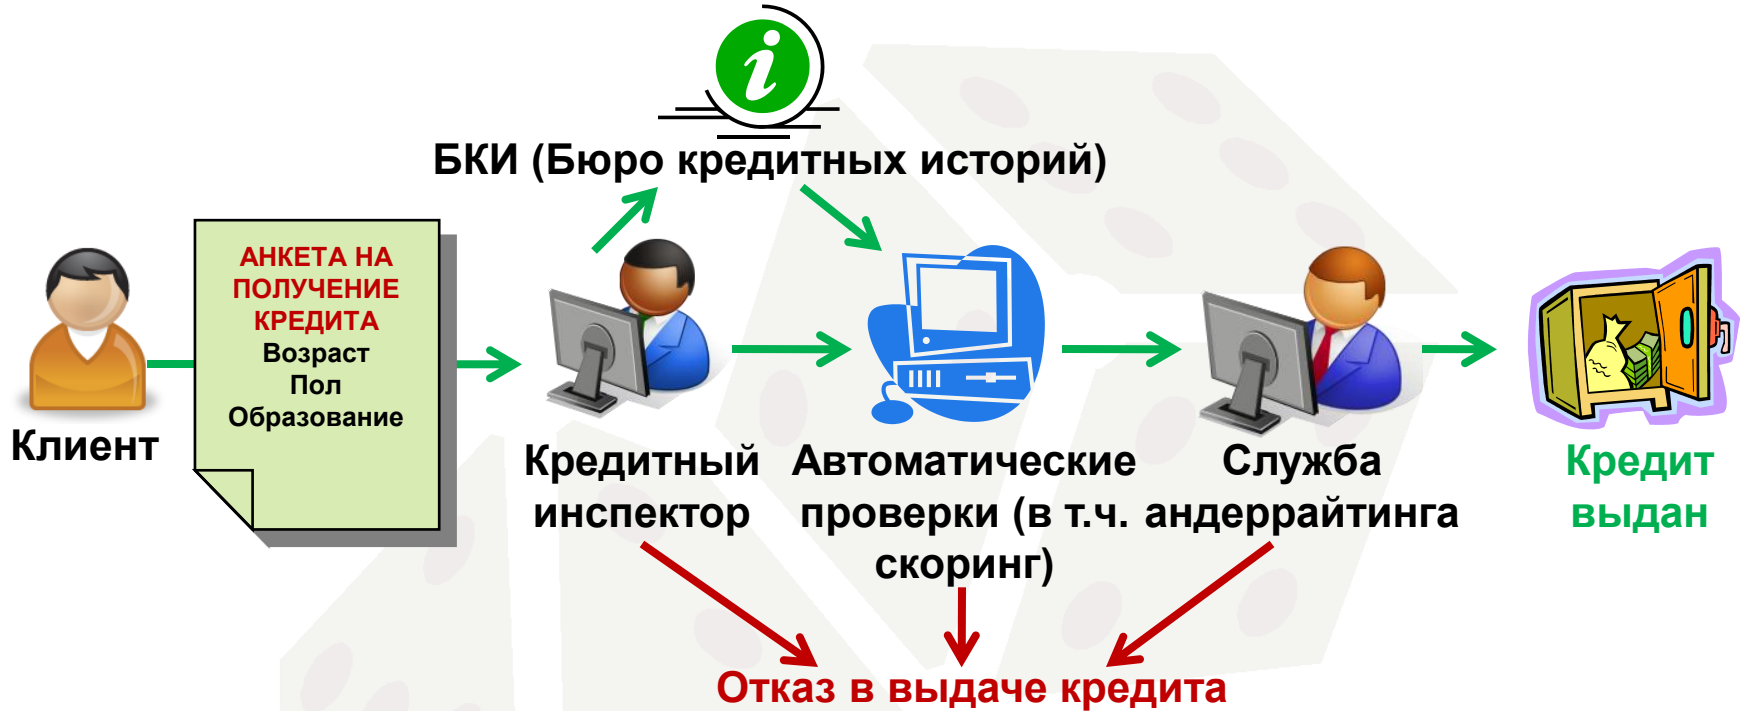 БКИ (Бюро кредитных историй)
АНКЕТА НА
ПОЛУЧЕНИЕ
КРЕДИТА
Возраст
Пол
Образование
Клиент
Кредитный
инспектор
Автоматические
проверки (в т.ч.
скоринг)
Служба
андеррайтинга
Кредит
выдан
Отказ в выдаче кредита